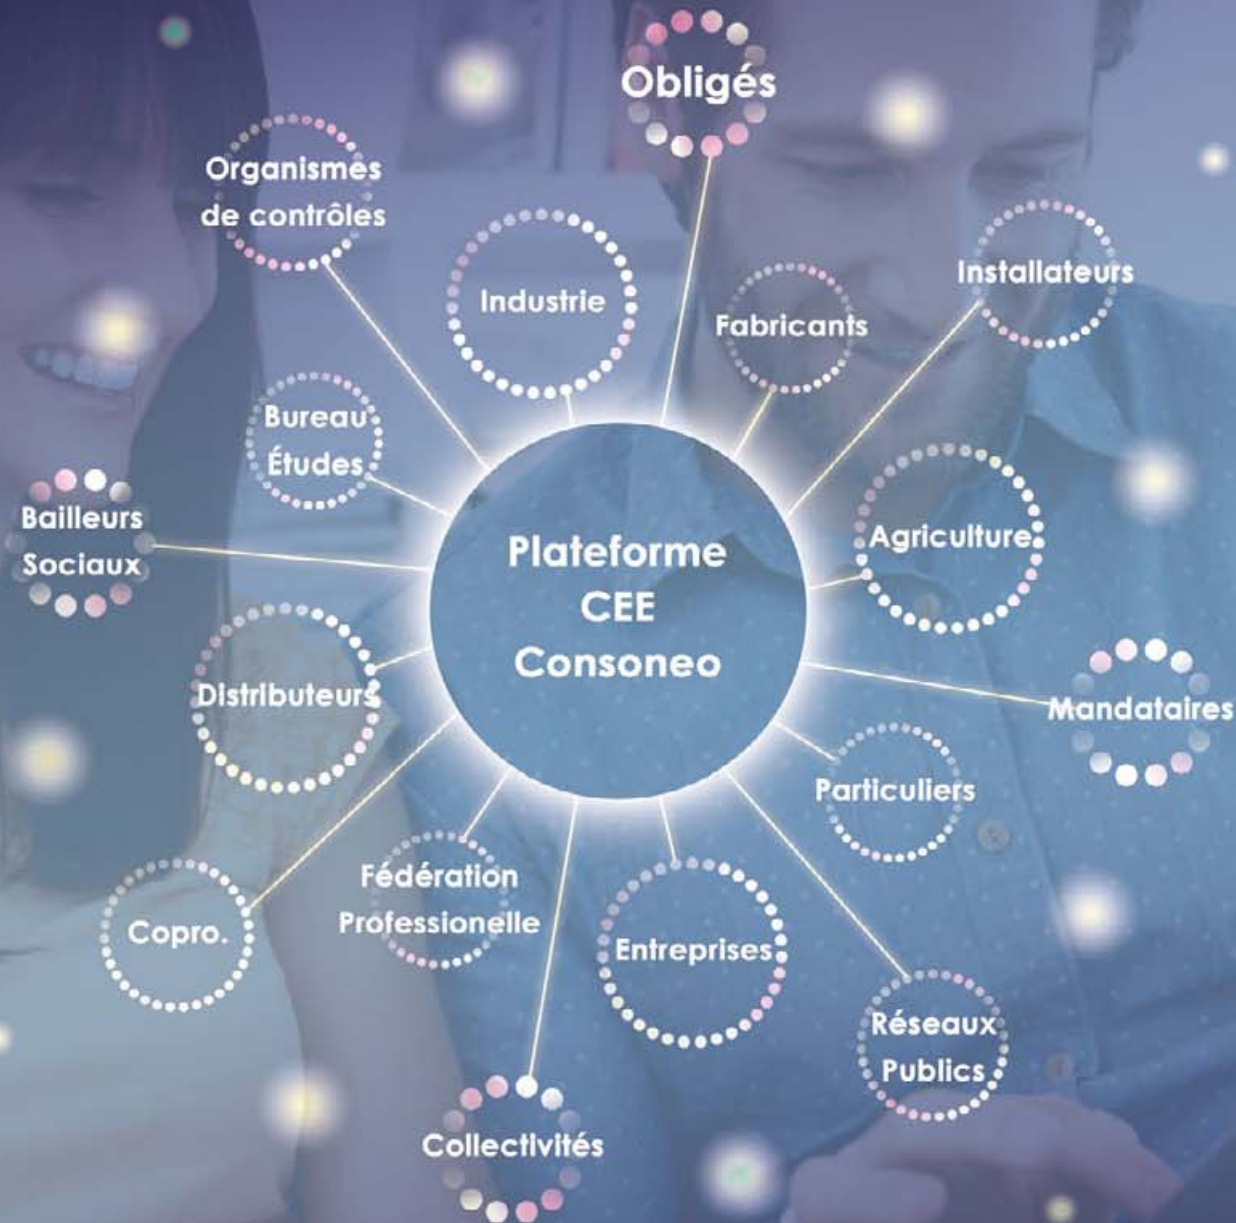 Obligés
Organismes
de contrôles
Industrie
Fabricants
Installateurs
Bureau
Études
Agriculture
Bailleurs
Sociaux
Plateforme
CEE
Consoneo
Distributeurs
Mandataires
Particuliers
Fédération
Professionelle
Copro.
Entreprises
Réseaux
Publics
Collectivités